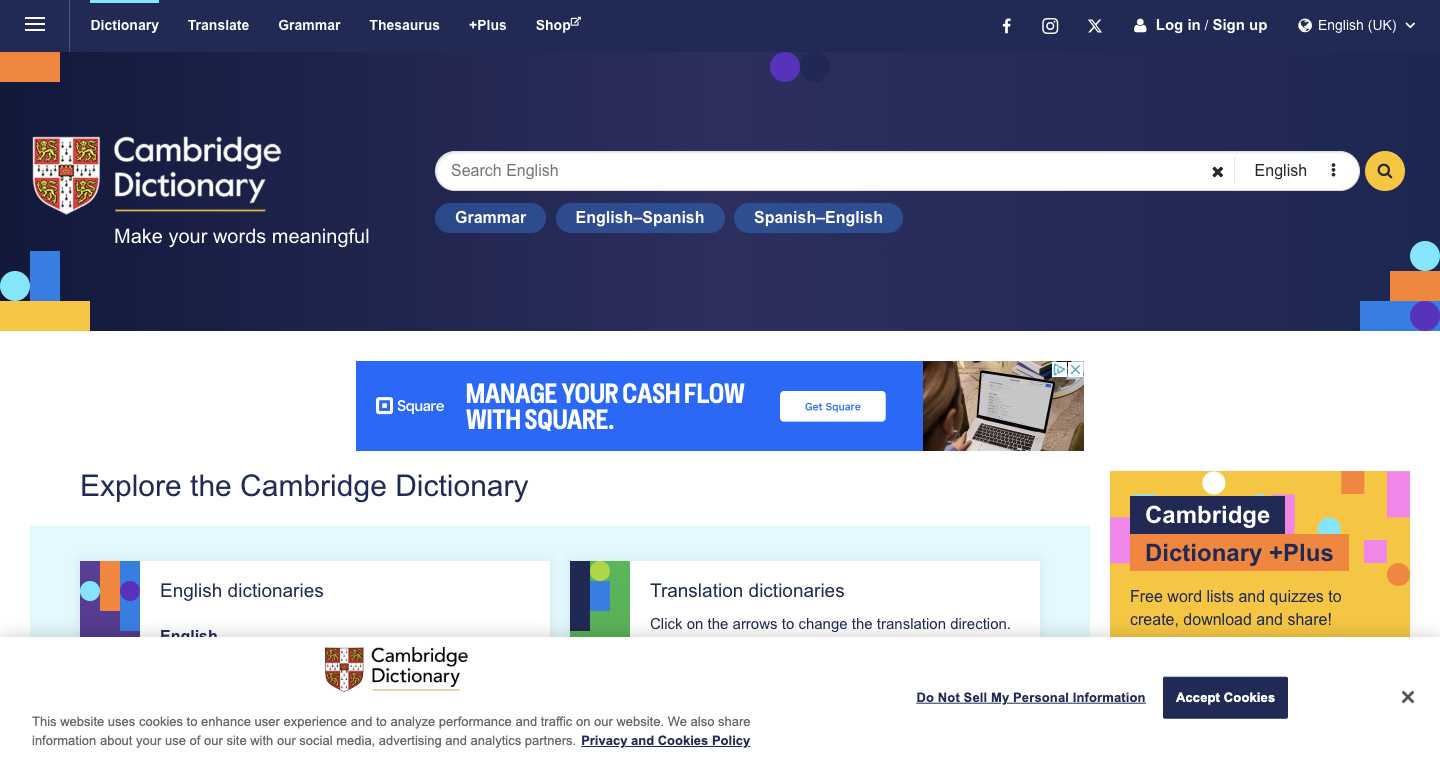 Dictionary Translate Grammar Thesaurus +Plus Shop
Log in / Sign up English (UK)
Cambridge
Dictionary
Make your words meaningful
Search English
English
Grammar English–Spanish Spanish–English
Square
MANAGE YOUR CASH FLOW
WITH SQUARE.
Get Square
Explore the Cambridge Dictionary
English dictionaries
English
Translation dictionaries
Click on the arrows to change the translation direction.
Cambridge
Dictionary +Plus
Free word lists and quizzes to
create, download and share!
Cambridge
Dictionary
This website uses cookies to enhance user experience and to analyze performance and traffic on our website. We also share
information about your use of our site with our social media, advertising and analytics partners. Privacy and Cookies Policy
Do Not Sell My Personal Information
Accept Cookies